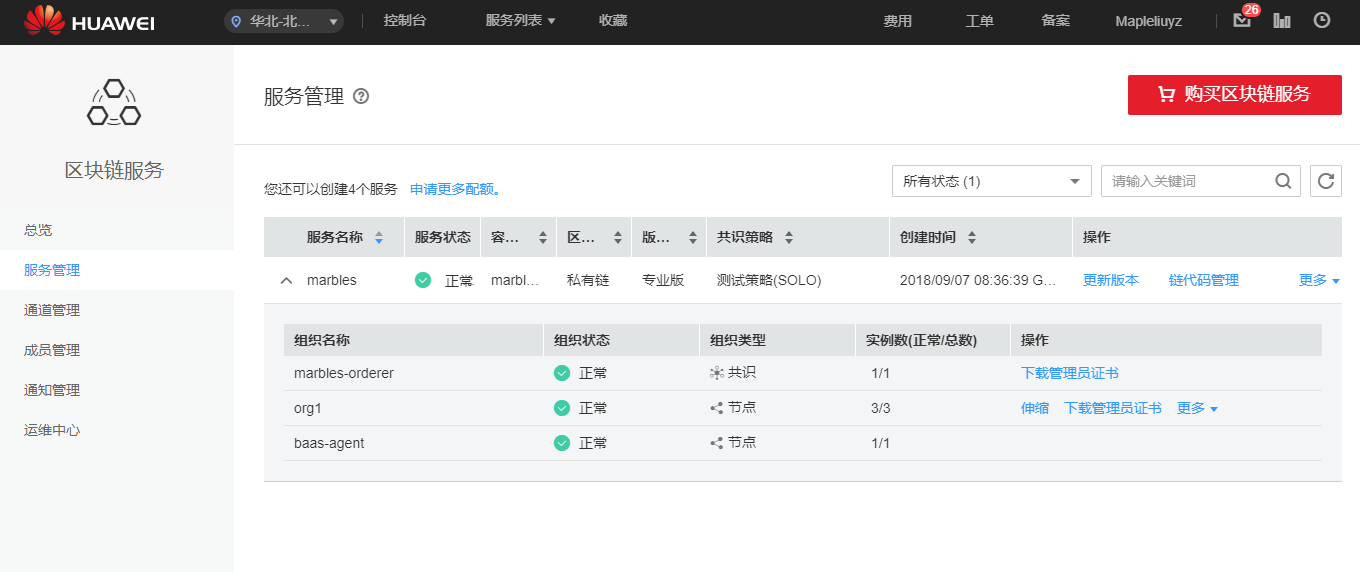 HUAWEI 华北-北... 控制台 服务列表 收藏 费用 工单 备案 Mapleliuyz 26
区块链服务
总览
服务管理
通道管理
成员管理
通知管理
运维中心
服务管理 ? 购买区块链服务
您还可以创建4个服务 申请更多配额。 所有状态 (1) 请输入关键词
服务名称 服务状态 容... 区... 版... 共识策略 创建时间 操作
marbles 正常 marbl... 私有链 专业版 测试策略(SOLO) 2018/09/07 08:36:39 G... 更新版本 链代码管理 更多
组织名称 组织状态 组织类型 实例数(正常/总数) 操作
marbles-orderer 正常 共识 1/1 下载管理员证书
org1 正常 节点 3/3 伸缩 下载管理员证书 更多
baas-agent 正常 节点 1/1